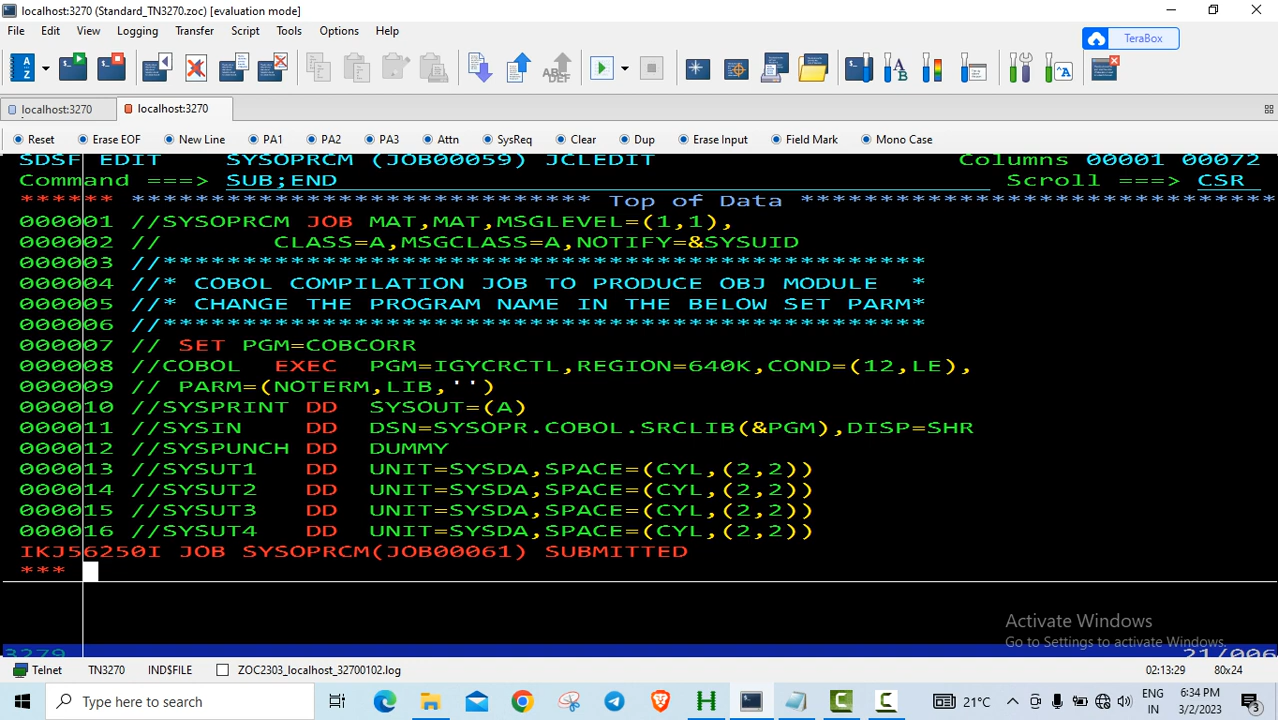 localhost:3270 (Standard_TN3270.zoc) [evaluation mode]
File Edit View Logging Transfer Script Tools Options Help
TeraBox
localhost:3270 localhost:3270
Reset Erase EOF New Line PA1 PA2 PA3 Attn SysReq Clear Dup Erase Input Field Mark Mono Case
SDSF EDIT SYSOPRCM (JOB00059) JCLEDIT Columns 00001 00072
Command ===> SUB;END Scroll ===> CSR
****** ***************************** Top of Data ******************************
000001 //SYSOPRCM JOB MAT,MAT,MSGLEVEL=(1,1),
000002 // CLASS=A,MSGCLASS=A,NOTIFY=&SYSUID
000003 //************************************************
000004 //* COBOL COMPILATION JOB TO PRODUCE OBJ MODULE *
000005 //* CHANGE THE PROGRAM NAME IN THE BELOW SET PARM*
000006 //************************************************
000007 // SET PGM=COBCORR
000008 //COBOL EXEC PGM=IGYCRCTL,REGION=640K,COND=(12,LE),
000009 // PARM=(NOTERM,LIB,'')
000010 //SYSPRINT DD SYSOUT=(A)
000011 //SYSIN DD DSN=SYSOPR.COBOL.SRCLIB(&PGM),DISP=SHR
000012 //SYSPUNCH DD DUMMY
000013 //SYSUT1 DD UNIT=SYSDA,SPACE=(CYL,(2,2))
000014 //SYSUT2 DD UNIT=SYSDA,SPACE=(CYL,(2,2))
000015 //SYSUT3 DD UNIT=SYSDA,SPACE=(CYL,(2,2))
000016 //SYSUT4 DD UNIT=SYSDA,SPACE=(CYL,(2,2))
IKJ56250I JOB SYSOPRCM(JOB00061) SUBMITTED
***
Activate Windows
Go to Settings to activate Windows.
3279 21/006
Telnet TN3270 IND$FILE ZOC2303_localhost_32700102.log 02:13:29 80x24
Type here to search 21°C ENG IN 6:34 PM 3/2/2023 3